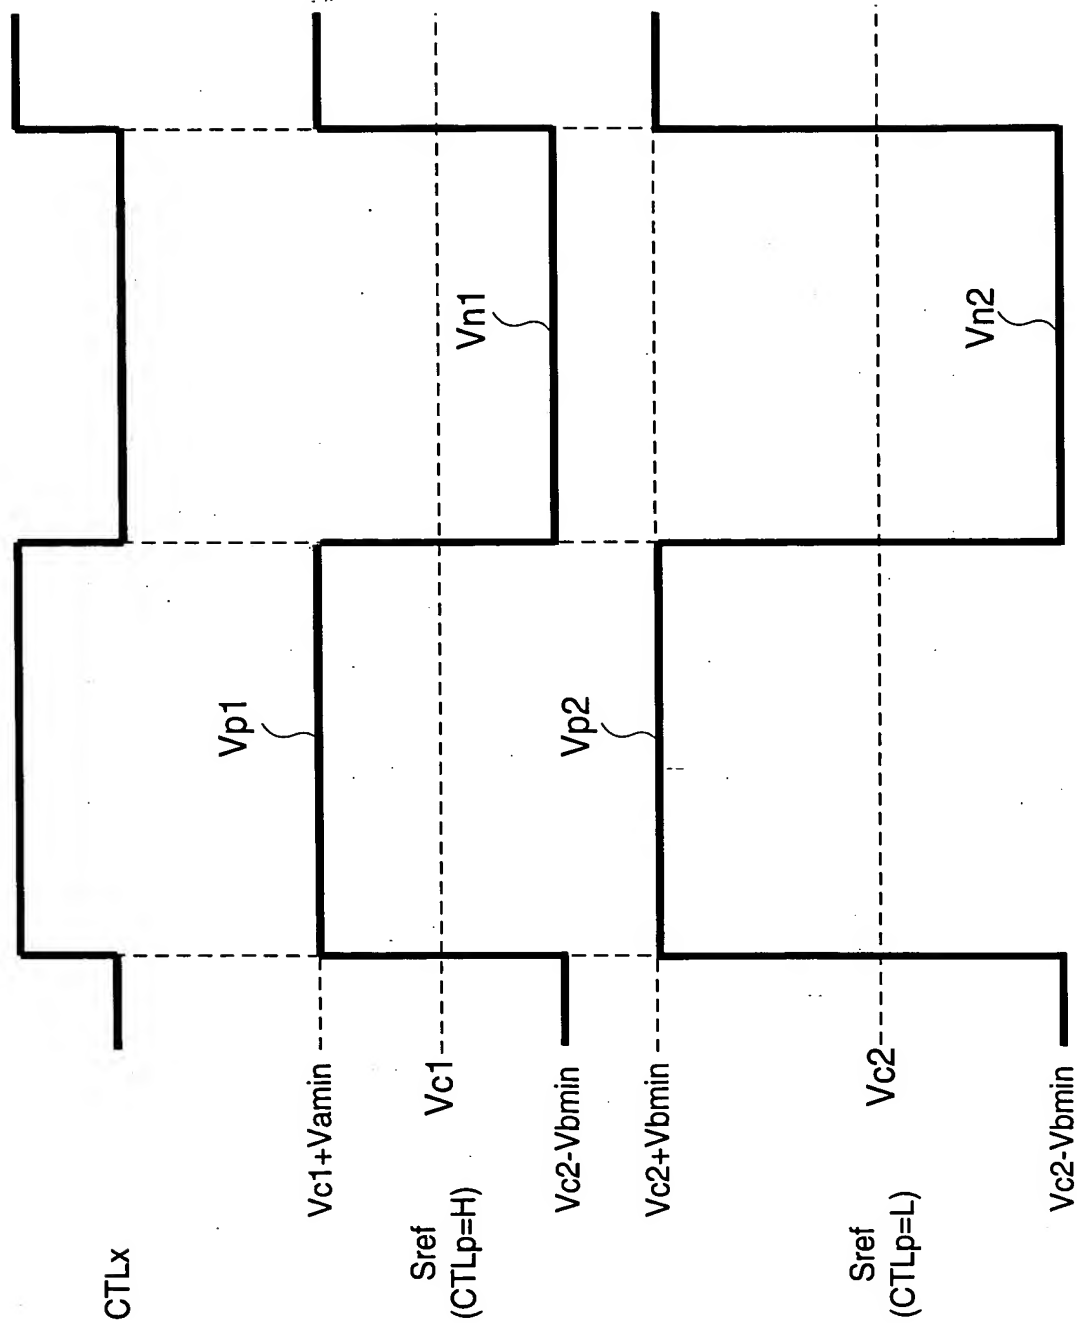 CTLx
Vp1
Vc1+Vamin
Vc1
Vn1
Sref
(CTLp=H)
Vc2-Vbmin
Vp2
Vc2+Vbmin
Vc2
Vn2
Sref
(CTLp=L)
Vc2-Vbmin